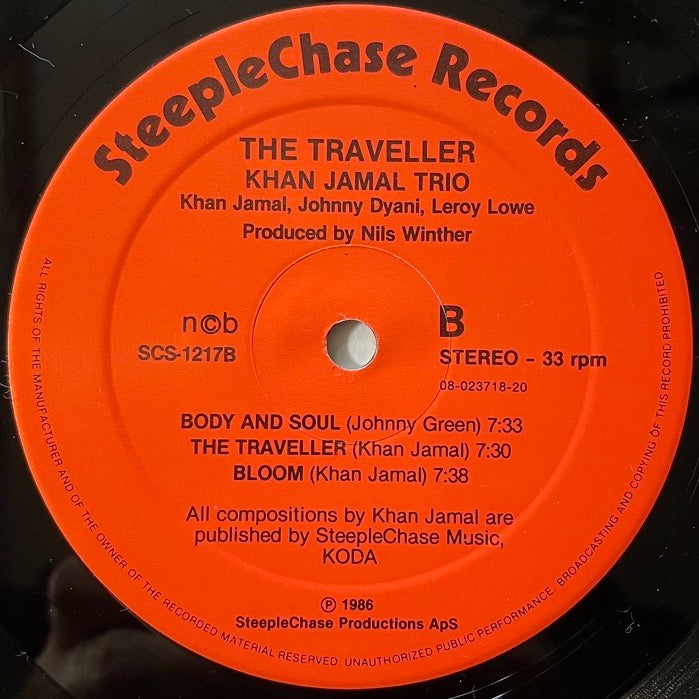 SteepleChase Records
THE TRAVELLER
KHAN JAMAL TRIO
Khan Jamal, Johnny Dyani, Leroy Lowe
Produced by Nils Winther
n©b
SCS-1217B
B
STEREO - 33 rpm
08-023718-20
BODY AND SOUL (Johnny Green) 7:33
THE TRAVELLER (Khan Jamal) 7:30
BLOOM (Khan Jamal) 7:38
All compositions by Khan Jamal are
published by SteepleChase Music,
KODA
℗ 1986
SteepleChase Productions ApS
ALL RIGHTS OF THE MANUFACTURER AND OF THE OWNER OF THE RECORDED MATERIAL RESERVED. UNAUTHORIZED PUBLIC PERFORMANCE, BROADCASTING AND COPYING OF THIS RECORD PROHIBITED